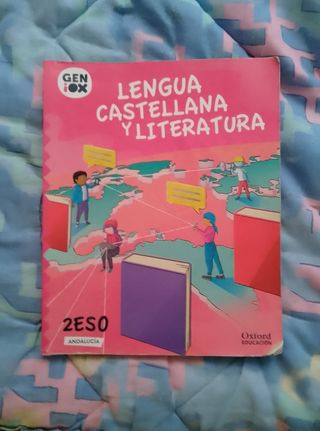 GEN
iOX
LENGUA
CASTELLANA
Y LITERATURA
2ESO
ANDALUCÍA
Oxford
EDUCACIÓN